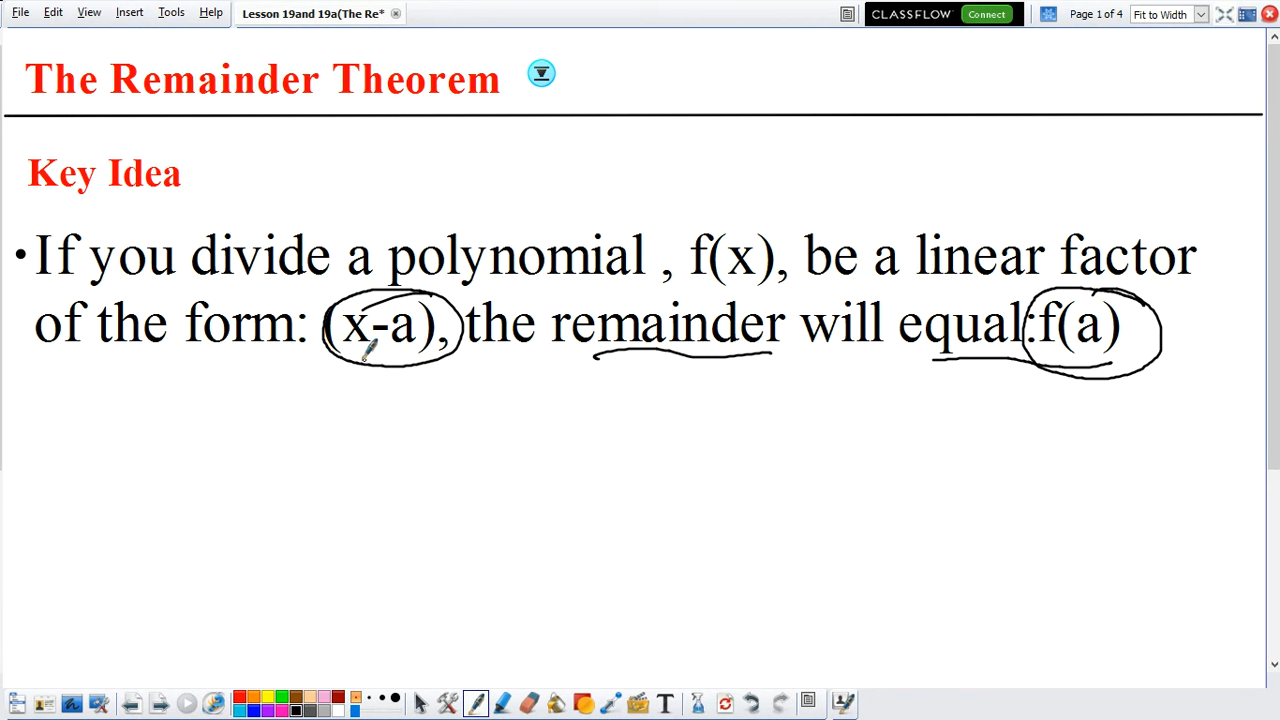 File Edit View Insert Tools Help Lesson 19and 19a(The Re* CLASSFLOW Connect Page 1 of 4 Fit to Width
The Remainder Theorem
Key Idea
•If you divide a polynomial , f(x), be a linear factor
of the form: (x-a), the remainder will equal:f(a)
T